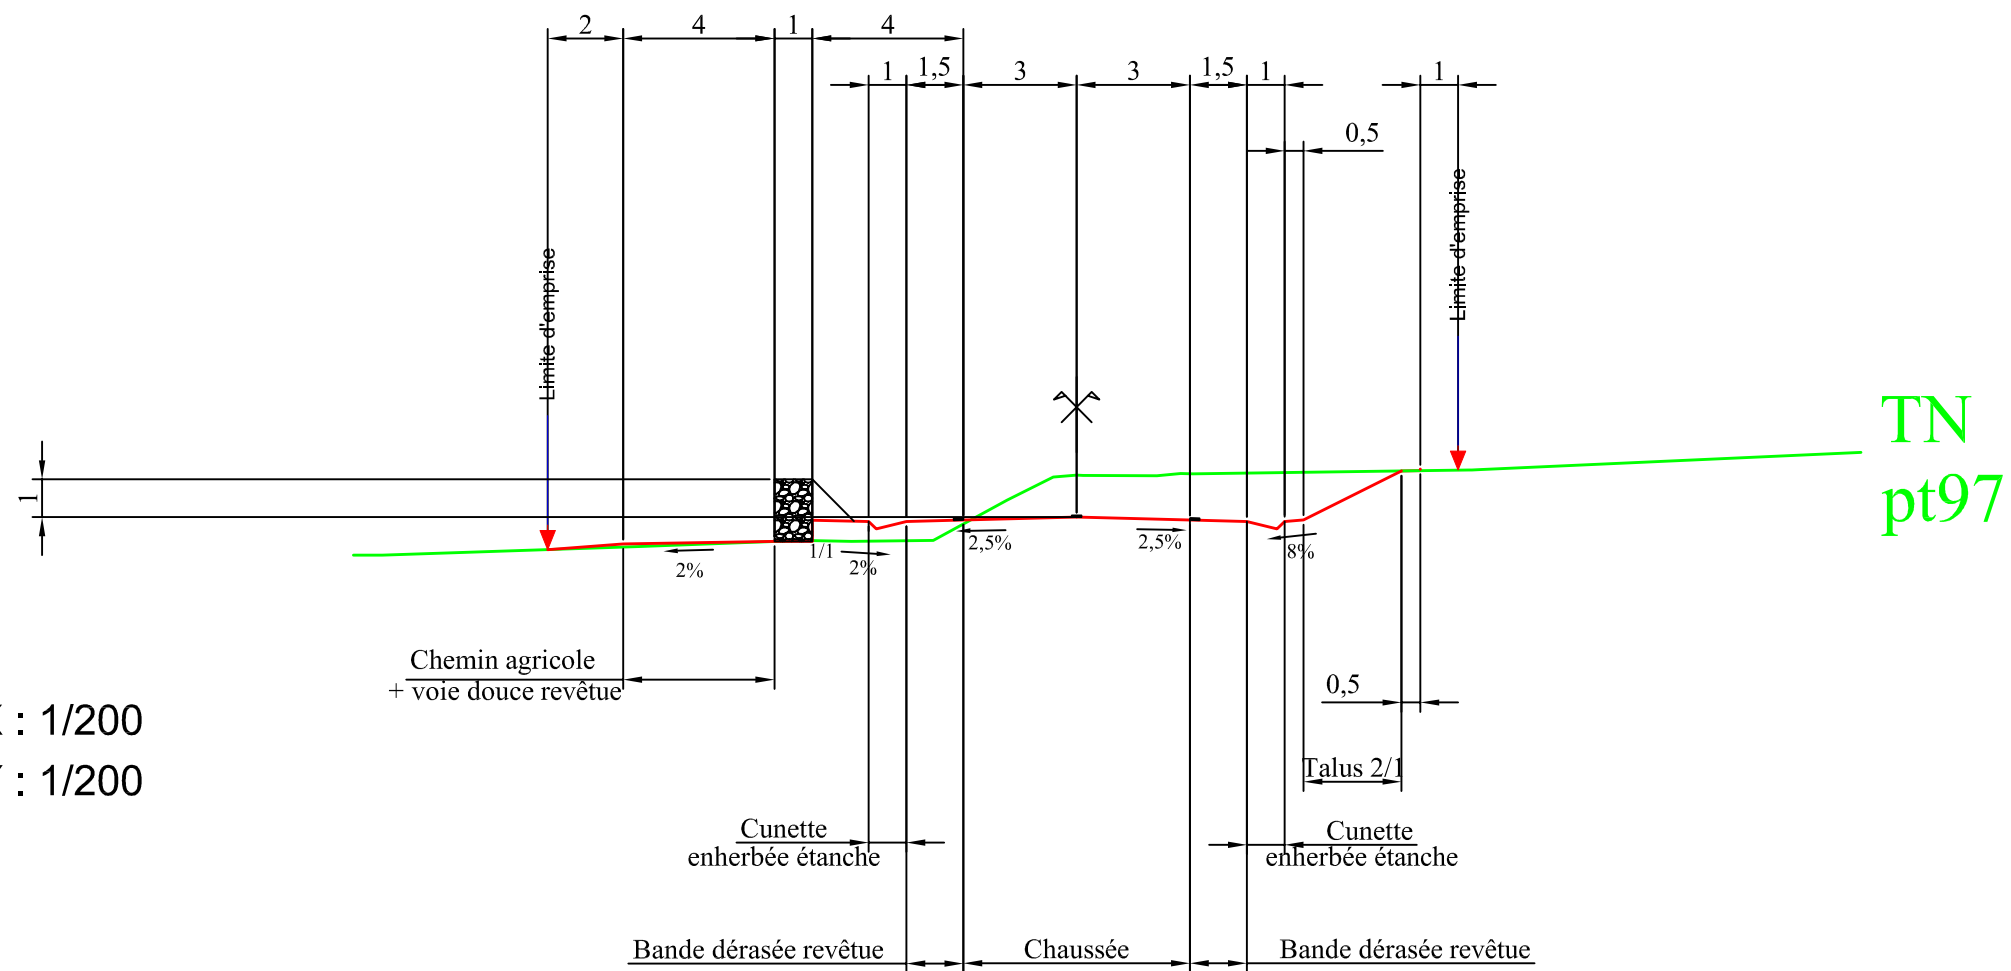 2
4
1
4
1
1,5
3
3
1,5
1
1
0,5
Limite d'emprise
Limite d'emprise
TN
pt97
1
1/1
2%
2%
2,5%
2,5%
8%
Chemin agricole
+ voie douce revêtue
0,5
: 1/200
: 1/200
Talus 2/1
Cunette
enherbée étanche
Cunette
enherbée étanche
Bande dérasée revêtue
Chaussée
Bande dérasée revêtue